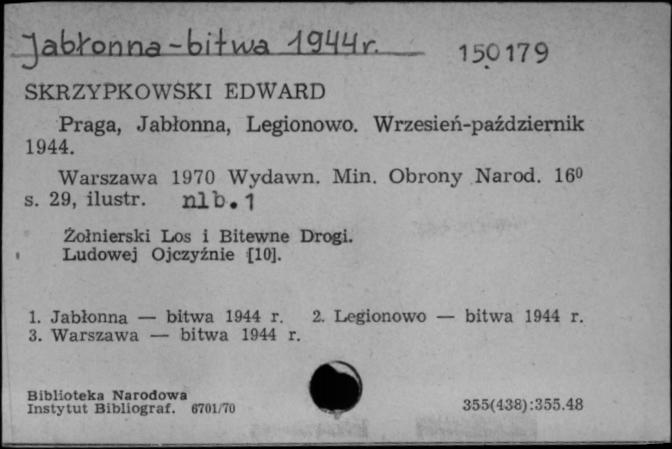 Jabłonna - bitwa 1944 r. 150179
SKRZYPKOWSKI EDWARD
Praga, Jabłonna, Legionowo. Wrzesień-październik
1944.
Warszawa 1970 Wydawn. Min. Obrony Narod. 16⁰
s. 29, ilustr. nlb. 1
Żołnierski Los i Bitewne Drogi.
Ludowej Ojczyźnie [10].
1. Jabłonna — bitwa 1944 r. 2. Legionowo — bitwa 1944 r.
3. Warszawa — bitwa 1944 r.
Biblioteka Narodowa
Instytut Bibliograf. 6701/70 355(438):355.48